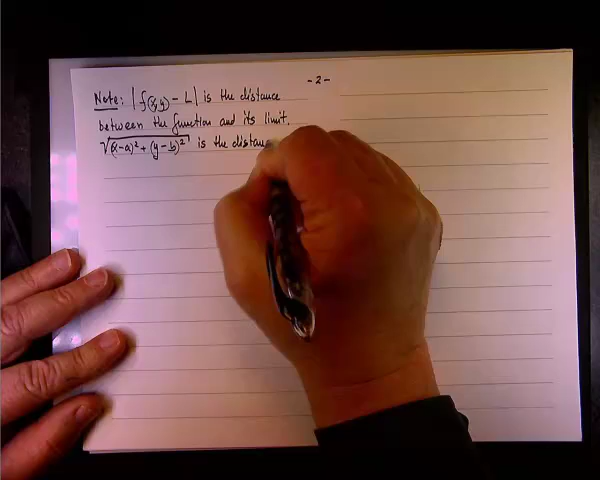 -2-
Note: |f(x,y) - L| is the distance
between the function and its limit.
√(x-a)² + (y-b)² is the distan